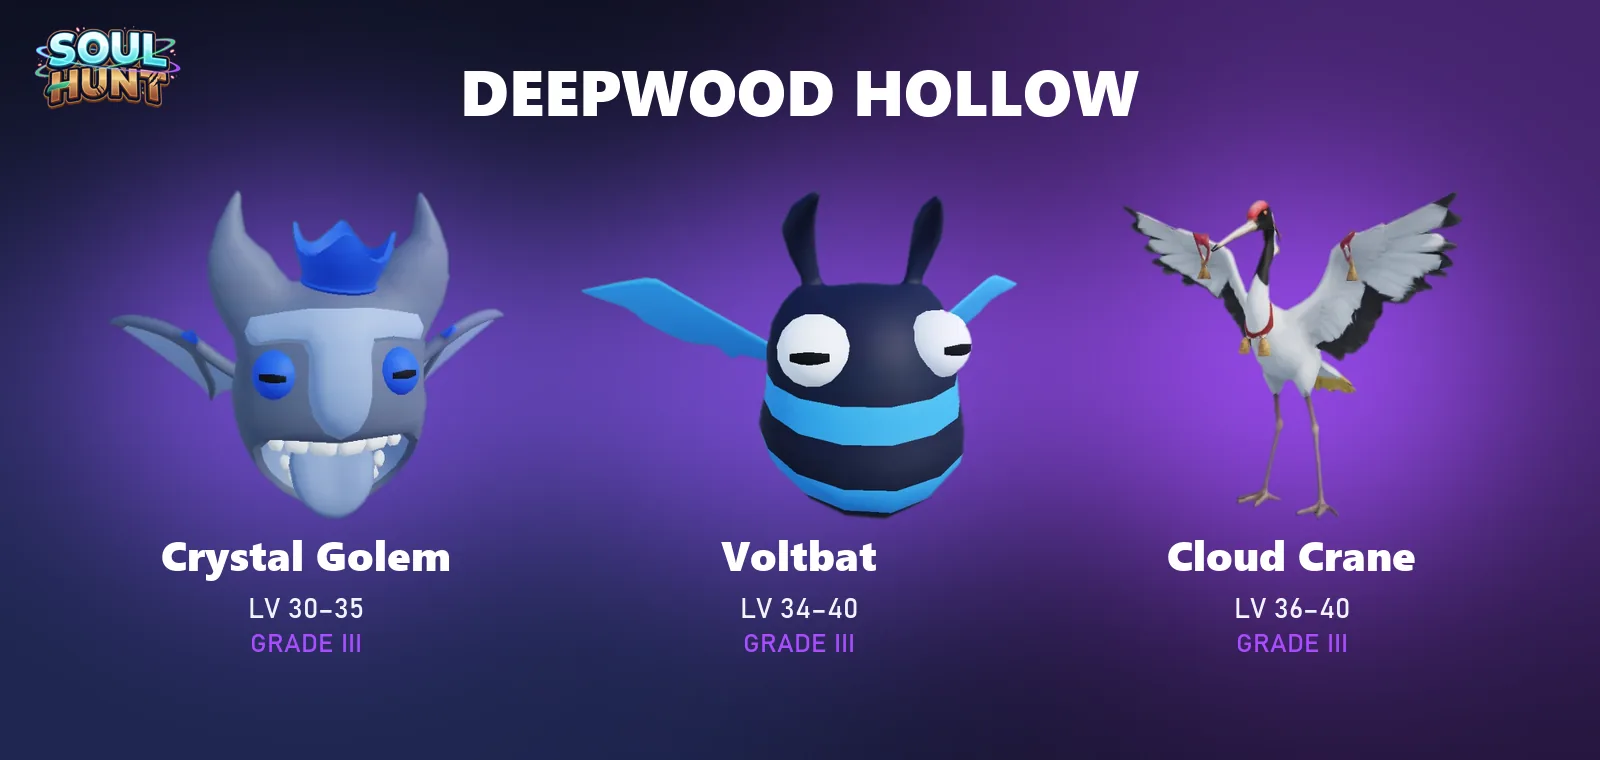 SOUL
HUNT
DEEPWOOD HOLLOW
Crystal Golem
LV 30-35
GRADE III
Voltbat
LV 34-40
GRADE III
Cloud Crane
LV 36-40
GRADE III